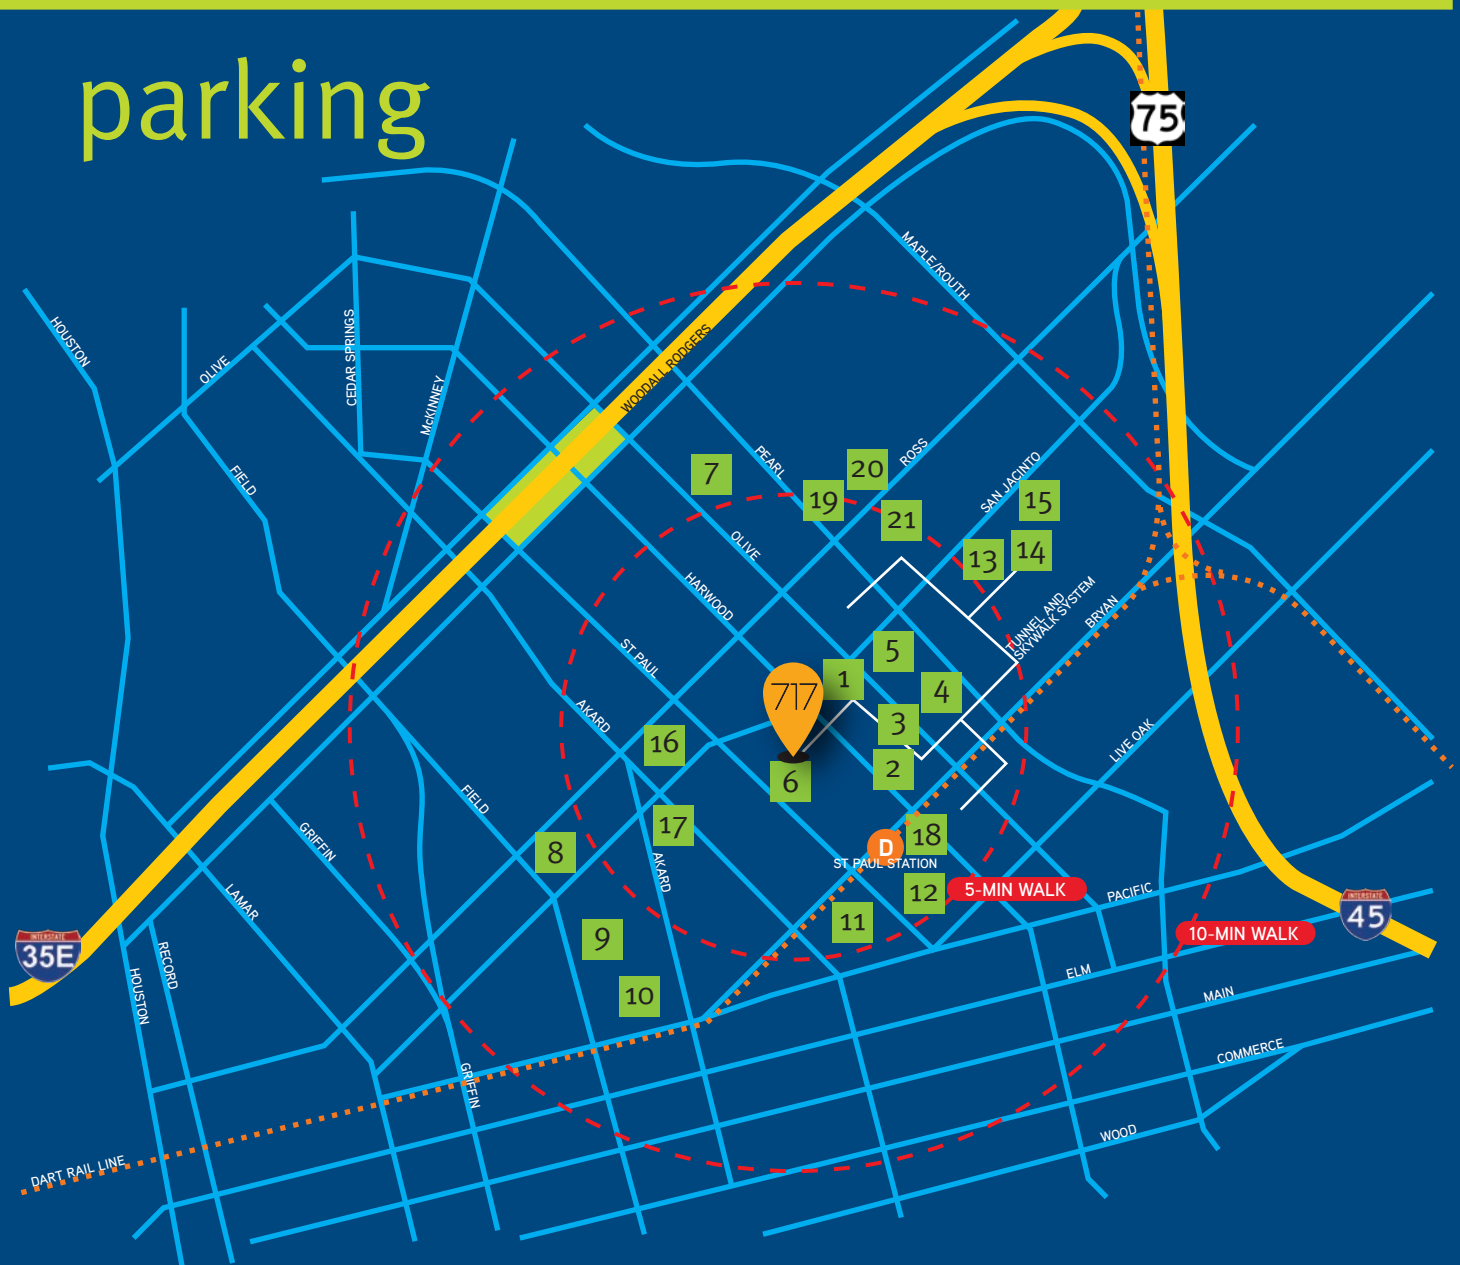 parking
75
MAPLE/ROUTH
HOUSTON
OLIVE
CEDAR SPRINGS
McKINNEY
WOODALL RODGERS
FIELD
PEARL
ROSS
SAN JACINTO
7
20
19
21
15
13
14
OLIVE
HARWOOD
TUNNEL AND
SKYWALK SYSTEM
BRYAN
ST PAUL
5
1
4
717
3
AKARD
16
2
6
LIVE OAK
FIELD
GRIFFIN
17
8
18
D
ST PAUL STATION
AKARD
12
5-MIN WALK
PACIFIC
LAMAR
11
INTERSTATE
45
10-MIN WALK
9
INTERSTATE
35E
RECORD
HOUSTON
10
ELM
MAIN
COMMERCE
GRIFFIN
WOOD
DART RAIL LINE